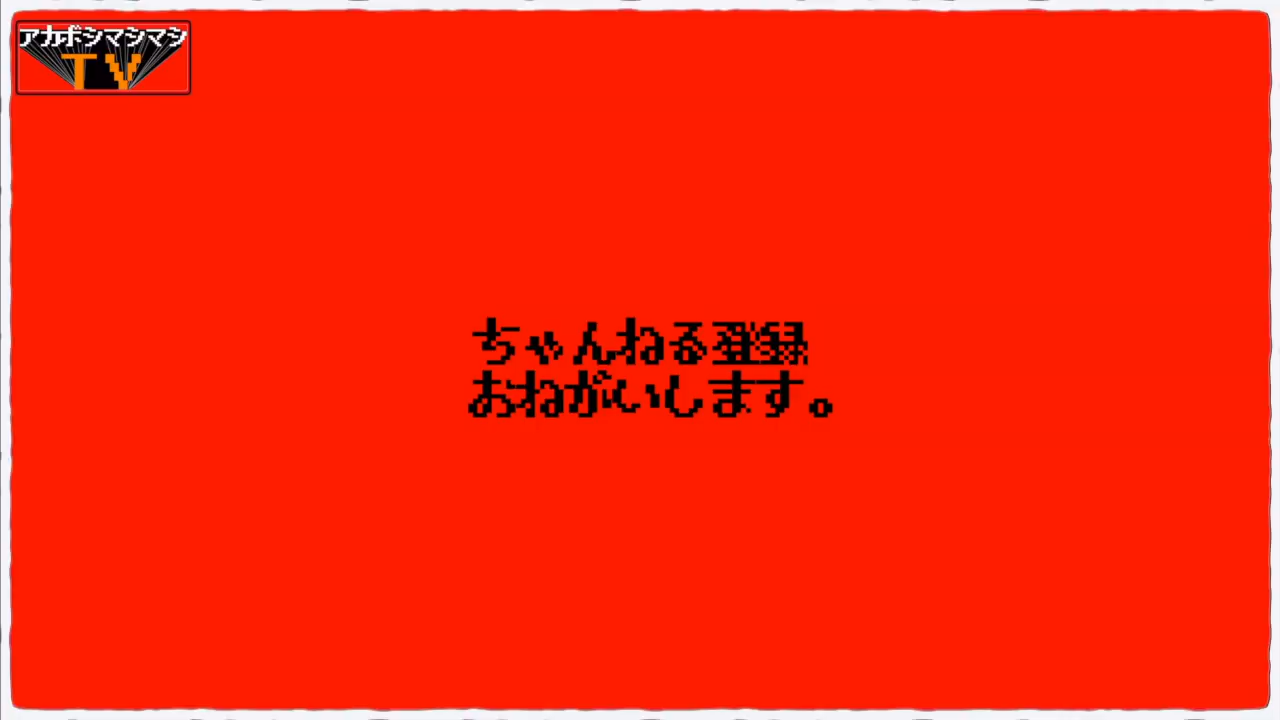 アカボシマシマシ
TV
ちゃんねる登録
おねがいします。